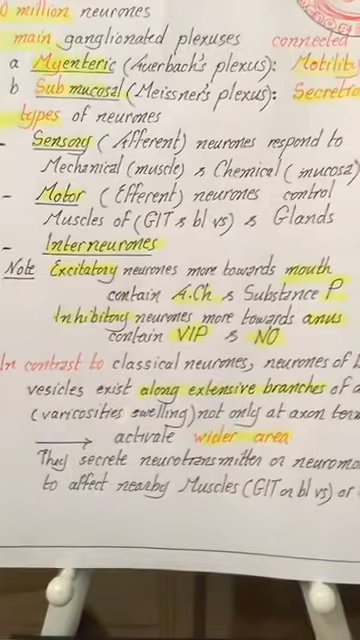 0 million neurones
main ganglionated plexuses connected
a Myenteric (Auerbach's plexus): Motility
b Sub mucosal (Meissner's plexus): Secretio
types of neurones
- Sensory (Afferent) neurones respond to
Mechanical (muscle) & Chemical (mucosa)
- Motor (Efferent) neurones control
Muscles of (GIT & bl vs) & Glands
- Interneurones
Note Excitatory neurones more towards mouth
contain A.Ch & Substance P
Inhibitory neurones more towards anus
contain VIP & NO
In contrast to classical neurones, neurones of
vesicles exist along extensive branches of a
(varicosities swelling) not only at axon term
→ activate wider area
They secrete neurotransmitter or neuromo
to affect nearby Muscles (GIT or bl vs) or